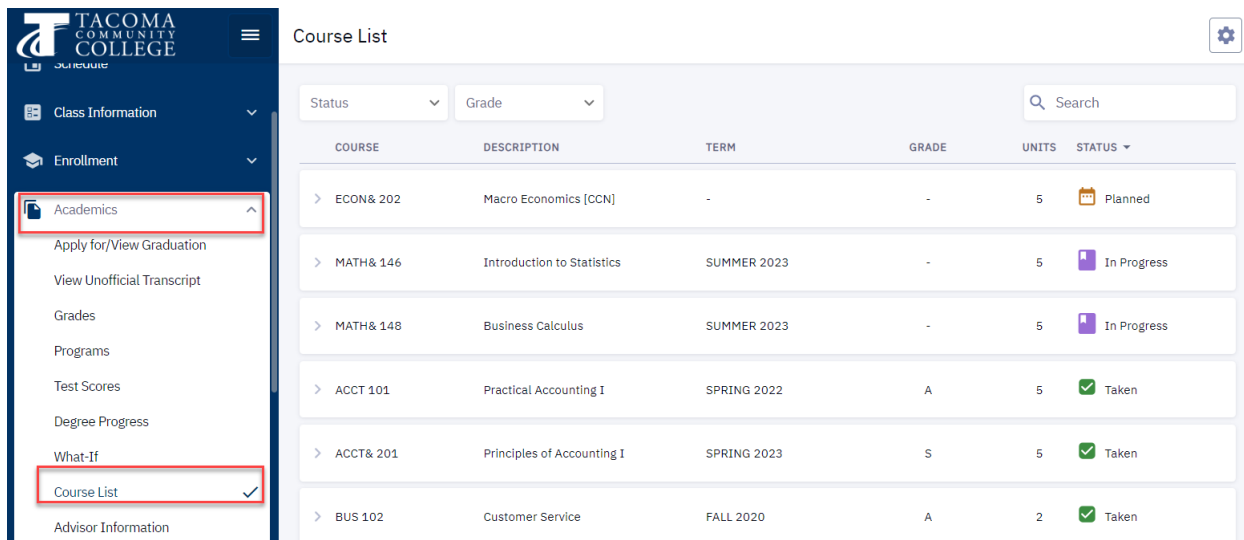 TACOMA
COMMUNITY
COLLEGE
Schedule
Class Information
Enrollment
Academics
Apply for/View Graduation
View Unofficial Transcript
Grades
Programs
Test Scores
Degree Progress
What-If
Course List
Advisor Information
Course List
Status Grade Search
COURSE DESCRIPTION TERM GRADE UNITS STATUS
ECON& 202 Macro Economics [CCN] - - 5 Planned
MATH& 146 Introduction to Statistics SUMMER 2023 - 5 In Progress
MATH& 148 Business Calculus SUMMER 2023 - 5 In Progress
ACCT 101 Practical Accounting I SPRING 2022 A 5 Taken
ACCT& 201 Principles of Accounting I SPRING 2023 S 5 Taken
BUS 102 Customer Service FALL 2020 A 2 Taken